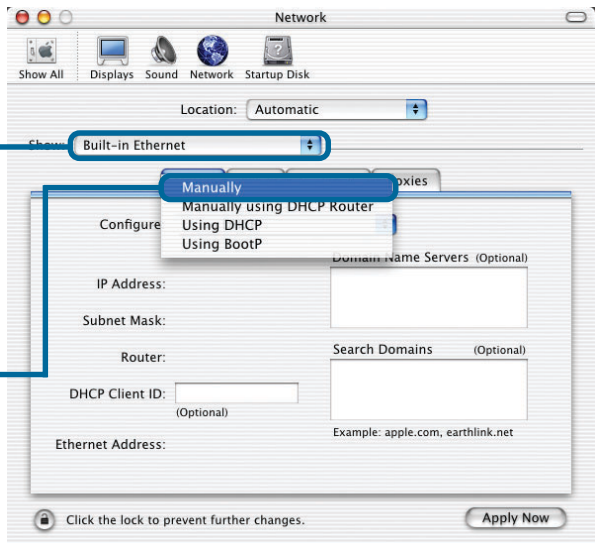 Network
Show All Displays Sound Network Startup Disk
Location: Automatic
Show: Built-in Ethernet
Proxies
Manually
Manually using DHCP Router
Using DHCP
Using BootP
Configure
Domain Name Servers (Optional)
IP Address:
Subnet Mask:
Router:
Search Domains (Optional)
DHCP Client ID:
(Optional)
Example: apple.com, earthlink.net
Ethernet Address:
Click the lock to prevent further changes.
Apply Now